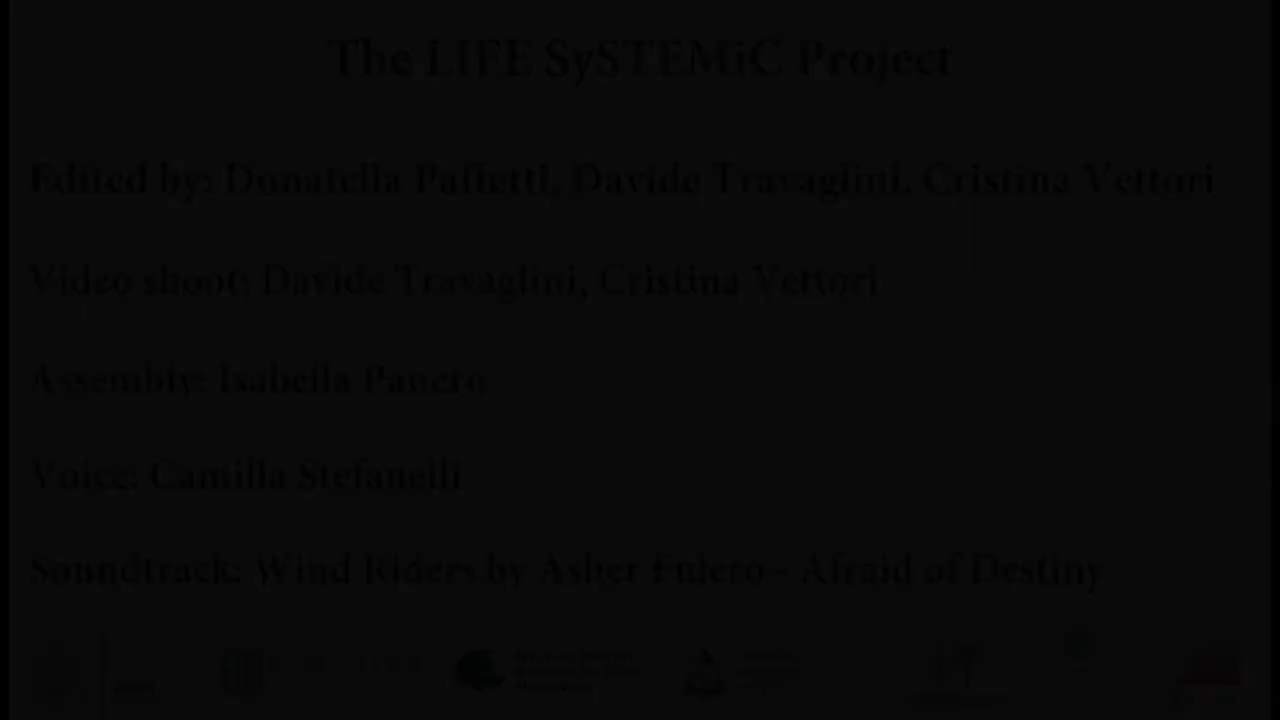 The LIFE SySTEMiC Project
Edited by: Donatella Paffetti, Davide Travaglini, Cristina Vettori
Video shoot: Davide Travaglini, Cristina Vettori
Assembly: Isabella Panero
Voice: Camilla Stefanelli
Soundtrack: Wind Riders by Asher Fulero - Afraid of Destiny